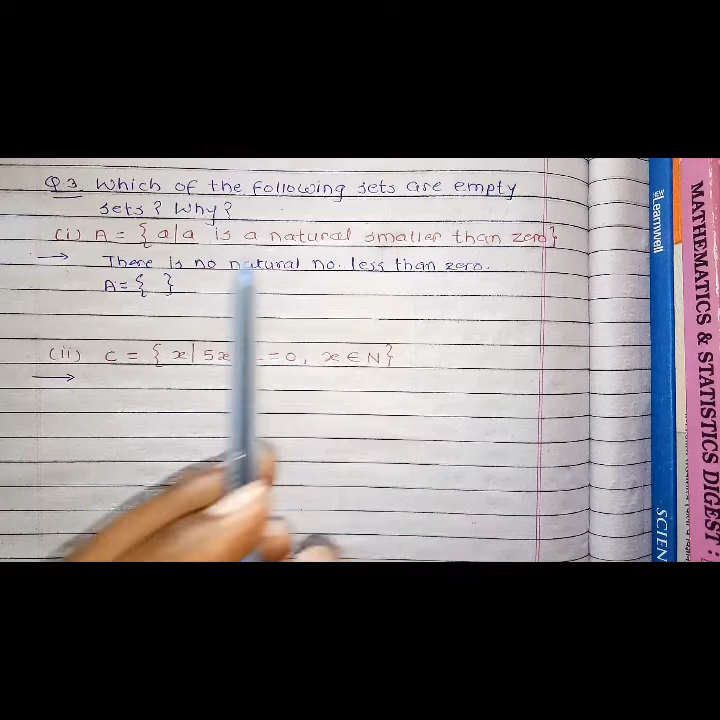 Q 3 Which of the following sets are empty
sets? Why?
(i) A = { a|a is a natural smaller than zero}
→ There is no natural no. less than zero.
A = { }
(ii) C = { x| 5x = 0, x ∈ N}
→
Learnwell
SCIEN
MATHEMATICS & STATISTICS DIGEST :